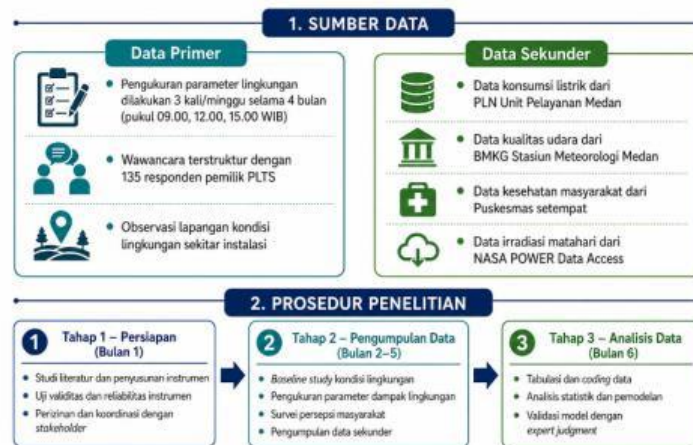 1. SUMBER DATA
Data Primer
• Pengukuran parameter lingkungan
dilakukan 3 kali/minggu selama 4 bulan
(pukul 09.00, 12.00, 15.00 WIB)
• Wawancara terstruktur dengan
135 responden pemilik PLTS
• Observasi lapangan kondisi
lingkungan sekitar instalasi
Data Sekunder
• Data konsumsi listrik dari
PLN Unit Pelayanan Medan
• Data kualitas udara dari
BMKG Stasiun Meteorologi Medan
• Data kesehatan masyarakat dari
Puskesmas setempat
• Data irradiasi matahari dari
NASA POWER Data Access
2. PROSEDUR PENELITIAN
1
Tahap 1 – Persiapan
(Bulan 1)
• Studi literatur dan penyusunan instrumen
• Uji validitas dan reliabilitas instrumen
• Perizinan dan koordinasi dengan
stakeholder
2
Tahap 2 – Pengumpulan Data
(Bulan 2–5)
• Baseline study kondisi lingkungan
• Pengukuran parameter dampak lingkungan
• Survei persepsi masyarakat
• Pengumpulan data sekunder
3
Tahap 3 – Analisis Data
(Bulan 6)
• Tabulasi dan coding data
• Analisis statistik dan pemodelan
• Validasi model dengan
expert judgment